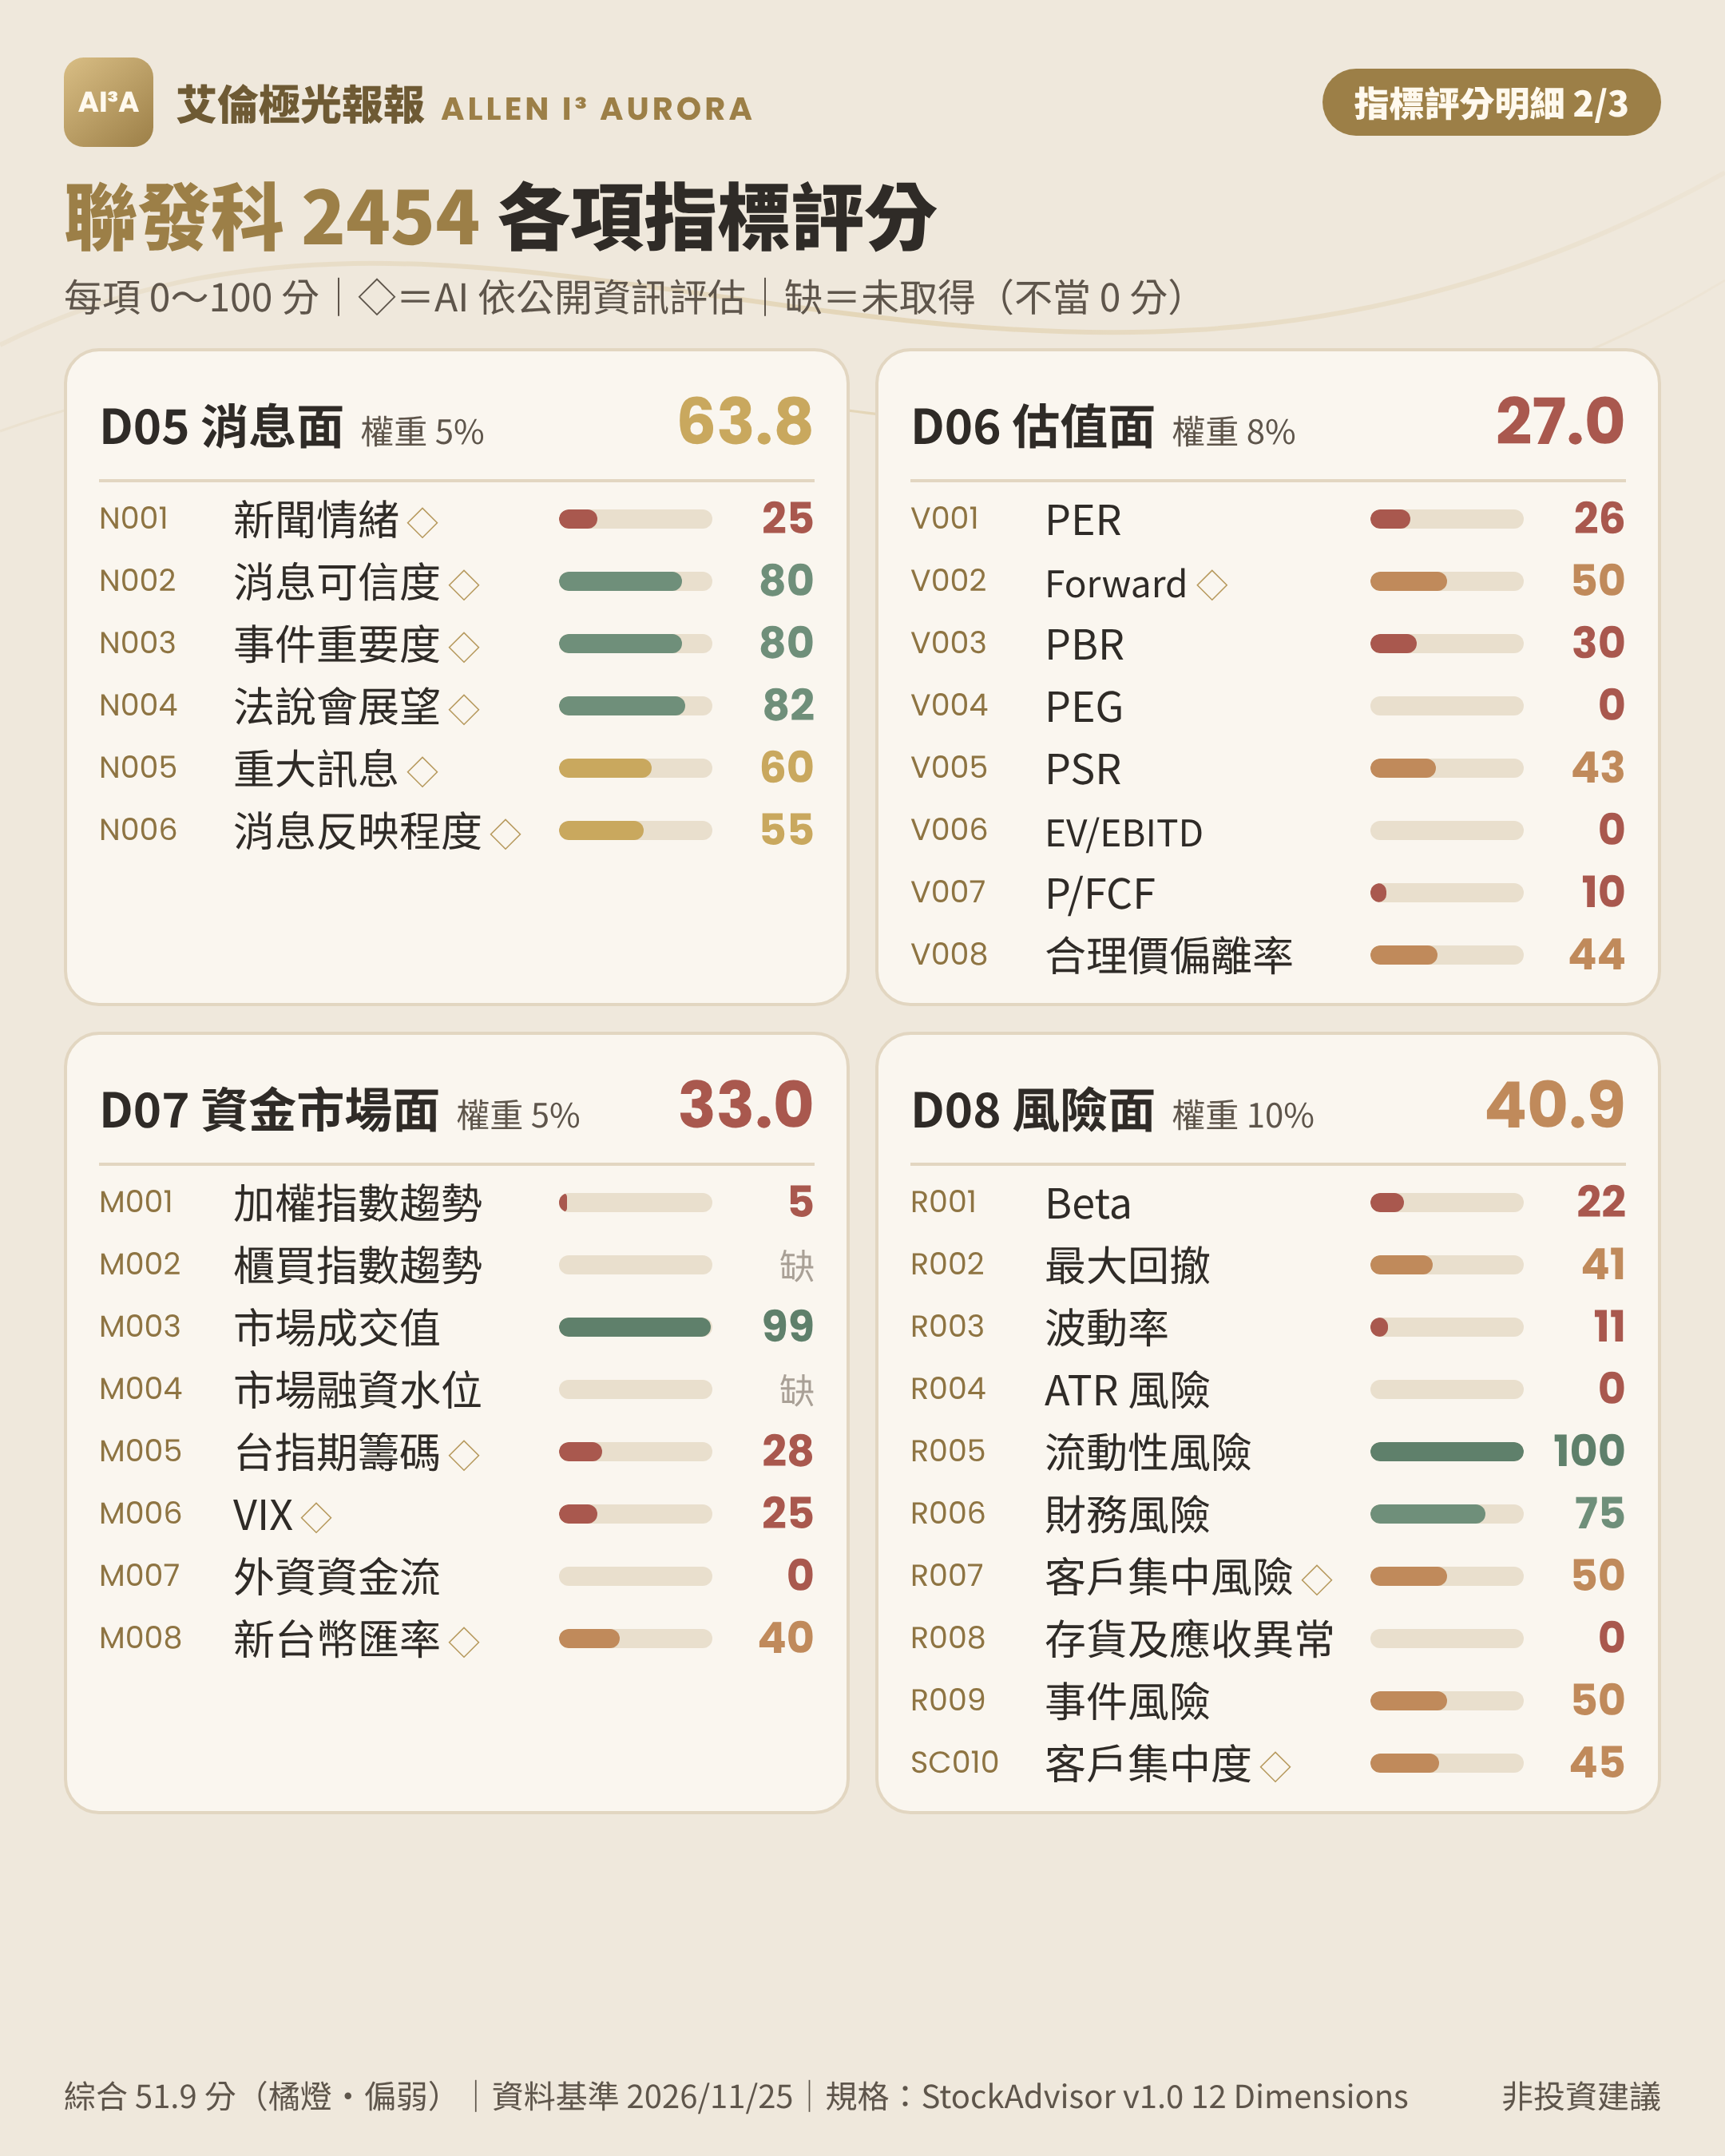 AI³A
艾倫極光報報 ALLEN I³ AURORA
指標評分明細 2/3
聯發科 2454 各項指標評分
每項 0～100 分｜◇＝AI 依公開資訊評估｜缺＝未取得（不當 0 分）
D05 消息面 權重 5% 63.8
N001 新聞情緒 ◇ 25
N002 消息可信度 ◇ 80
N003 事件重要度 ◇ 80
N004 法說會展望 ◇ 82
N005 重大訊息 ◇ 60
N006 消息反映程度 ◇ 55
D06 估值面 權重 8% 27.0
V001 PER 26
V002 Forward ◇ 50
V003 PBR 30
V004 PEG 0
V005 PSR 43
V006 EV/EBITD 0
V007 P/FCF 10
V008 合理價偏離率 44
D07 資金市場面 權重 5% 33.0
M001 加權指數趨勢 5
M002 櫃買指數趨勢 缺
M003 市場成交值 99
M004 市場融資水位 缺
M005 台指期籌碼 ◇ 28
M006 VIX ◇ 25
M007 外資資金流 0
M008 新台幣匯率 ◇ 40
D08 風險面 權重 10% 40.9
R001 Beta 22
R002 最大回撤 41
R003 波動率 11
R004 ATR 風險 0
R005 流動性風險 100
R006 財務風險 75
R007 客戶集中風險 ◇ 50
R008 存貨及應收異常 0
R009 事件風險 50
SC010 客戶集中度 ◇ 45
綜合 51.9 分（橘燈・偏弱）｜資料基準 2026/11/25｜規格：StockAdvisor v1.0 12 Dimensions
非投資建議